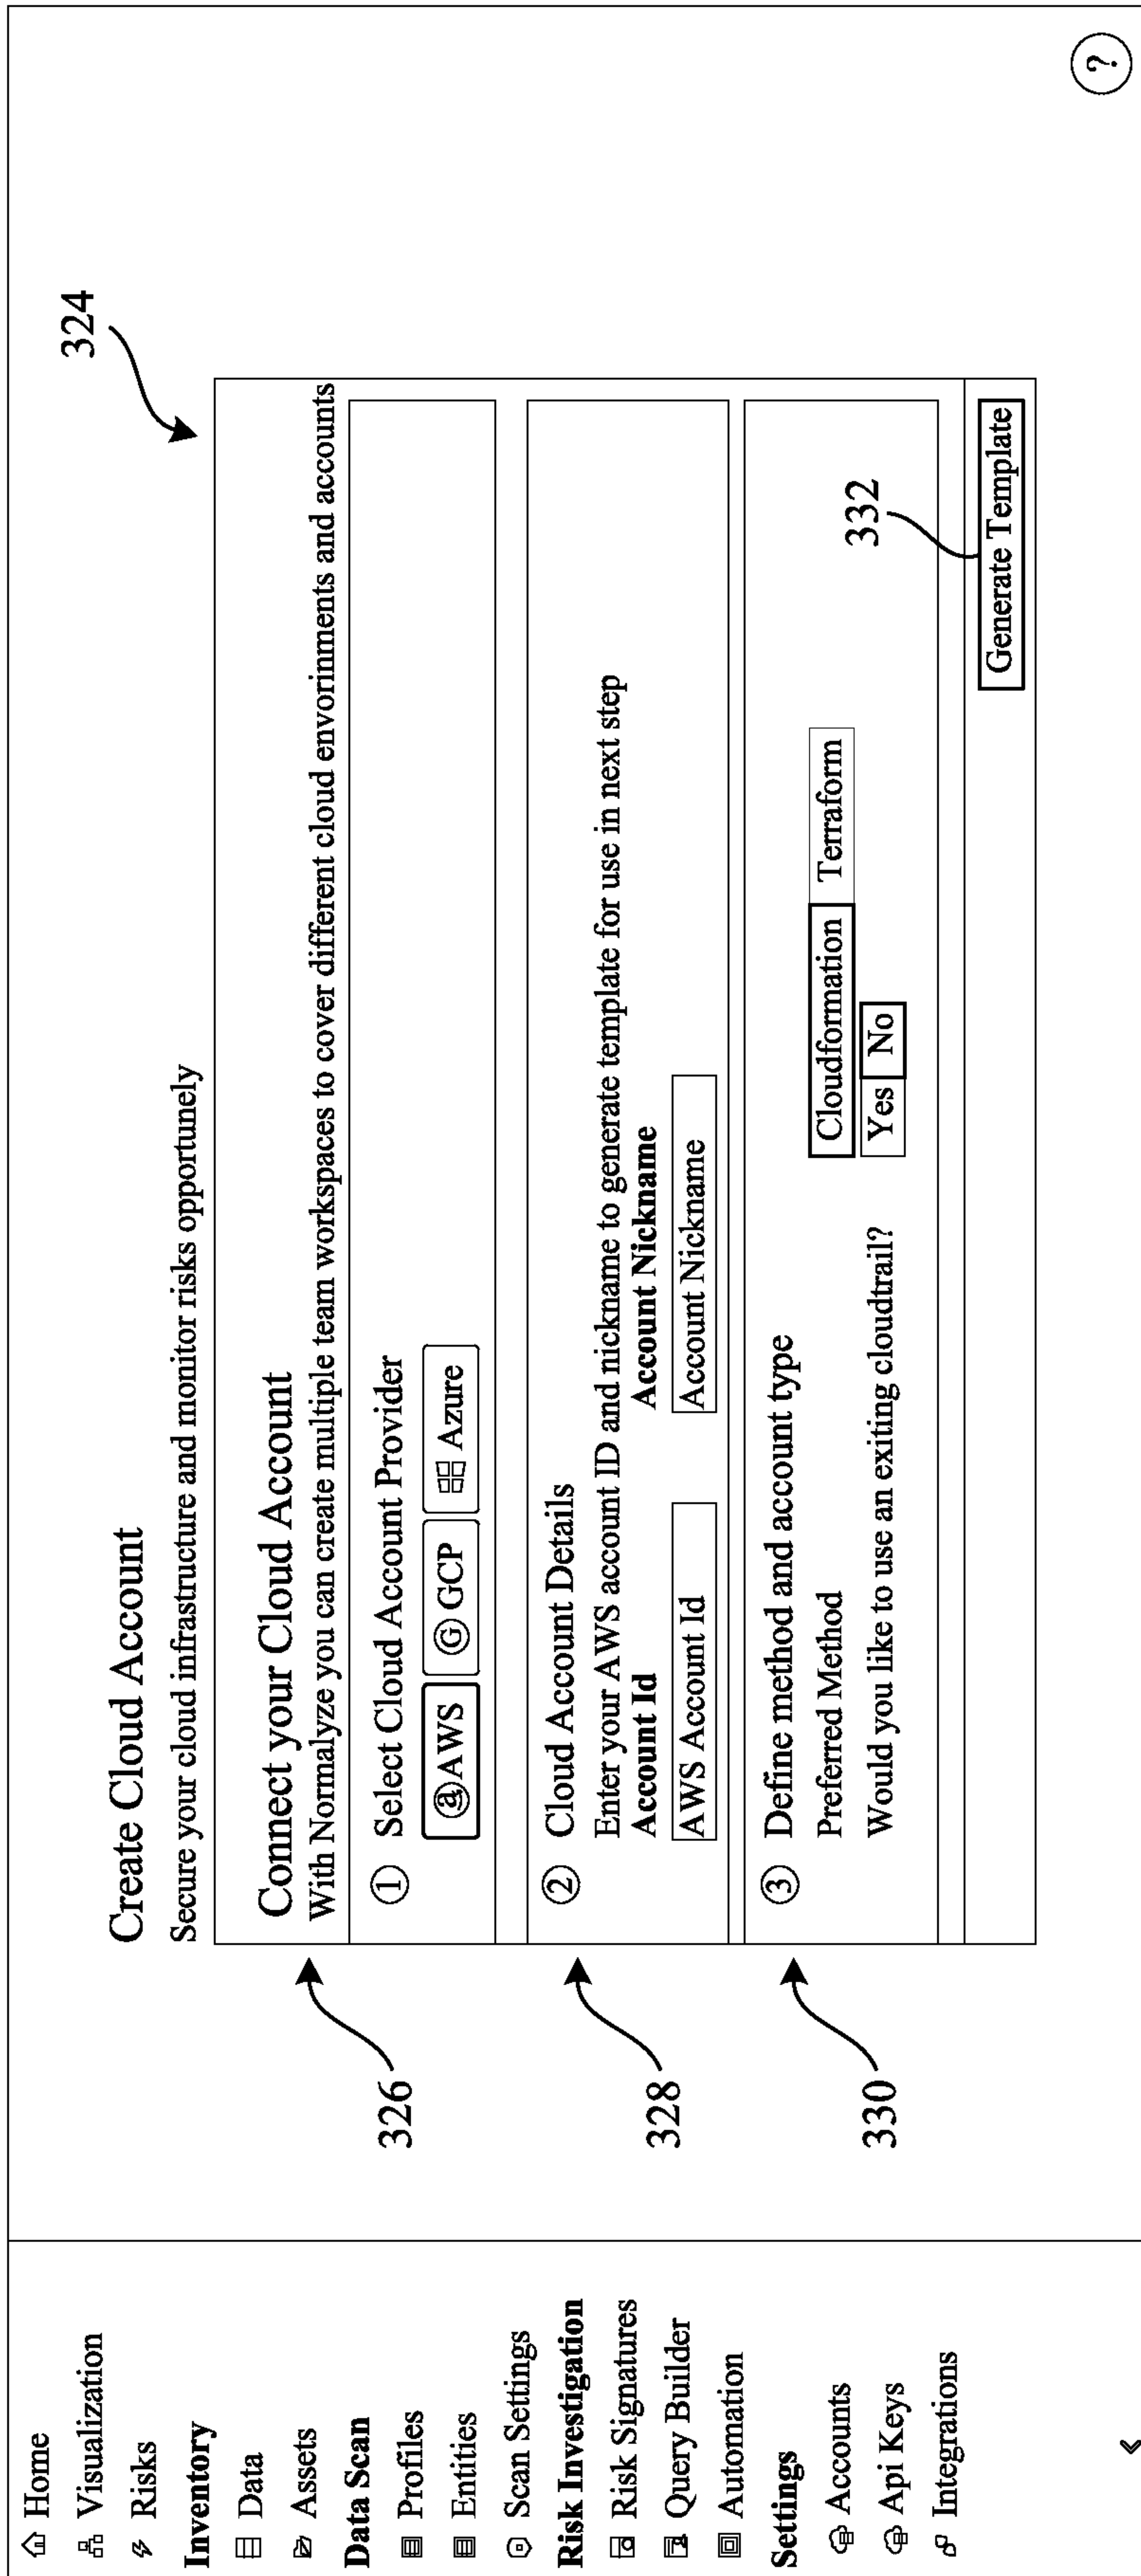 Home
Visualization
Risks
Inventory
Data
Assets
Data Scan
Profiles
Entities
Scan Settings
Risk Investigation
Risk Signatures
Query Builder
Automation
Settings
Accounts
Api Keys
Integrations
«
Create Cloud Account
Secure your cloud infrastructure and monitor risks opportunely
324
Connect your Cloud Account
With Normalyze you can create multiple team workspaces to cover different cloud envorinments and accounts
326
1 Select Cloud Account Provider
a AWS G GCP Azure
328
2 Cloud Account Details
Enter your AWS account ID and nickname to generate template for use in next step
Account Id Account Nickname
AWS Account Id Account Nickname
330
3 Define method and account type
Preferred Method Cloudformation Terraform
Would you like to use an exiting cloudtrail? Yes No
332
Generate Template
?